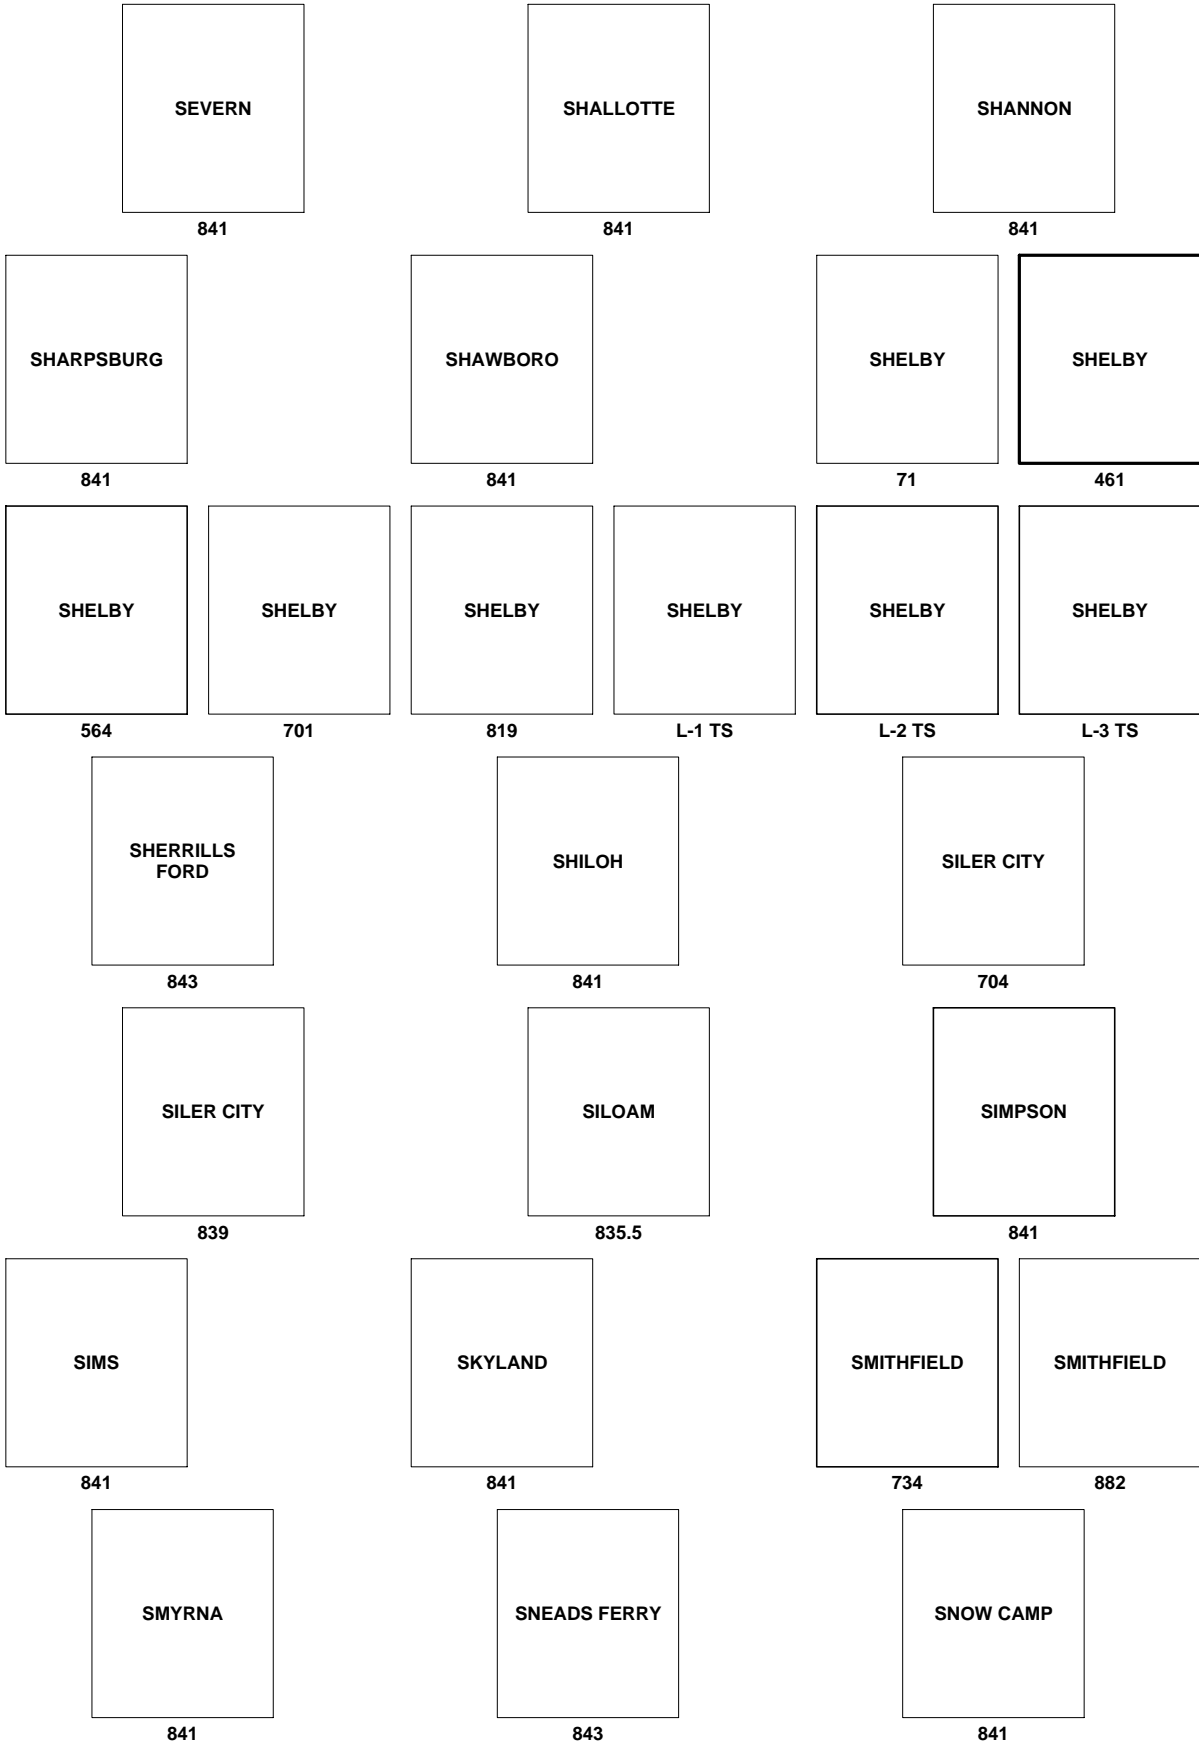 SEVERN SHALLOTTE SHANNON
841 841 841
SHARPSBURG SHAWBORO SHELBY SHELBY
841 841 71 461
SHELBY SHELBY SHELBY SHELBY SHELBY SHELBY
564 701 819 L-1 TS L-2 TS L-3 TS
SHERRILLS
FORD SHILOH SILER CITY
843 841 704
SILER CITY SILOAM SIMPSON
839 835.5 841
SIMS SKYLAND SMITHFIELD SMITHFIELD
841 841 734 882
SMYRNA SNEADS FERRY SNOW CAMP
841 843 841